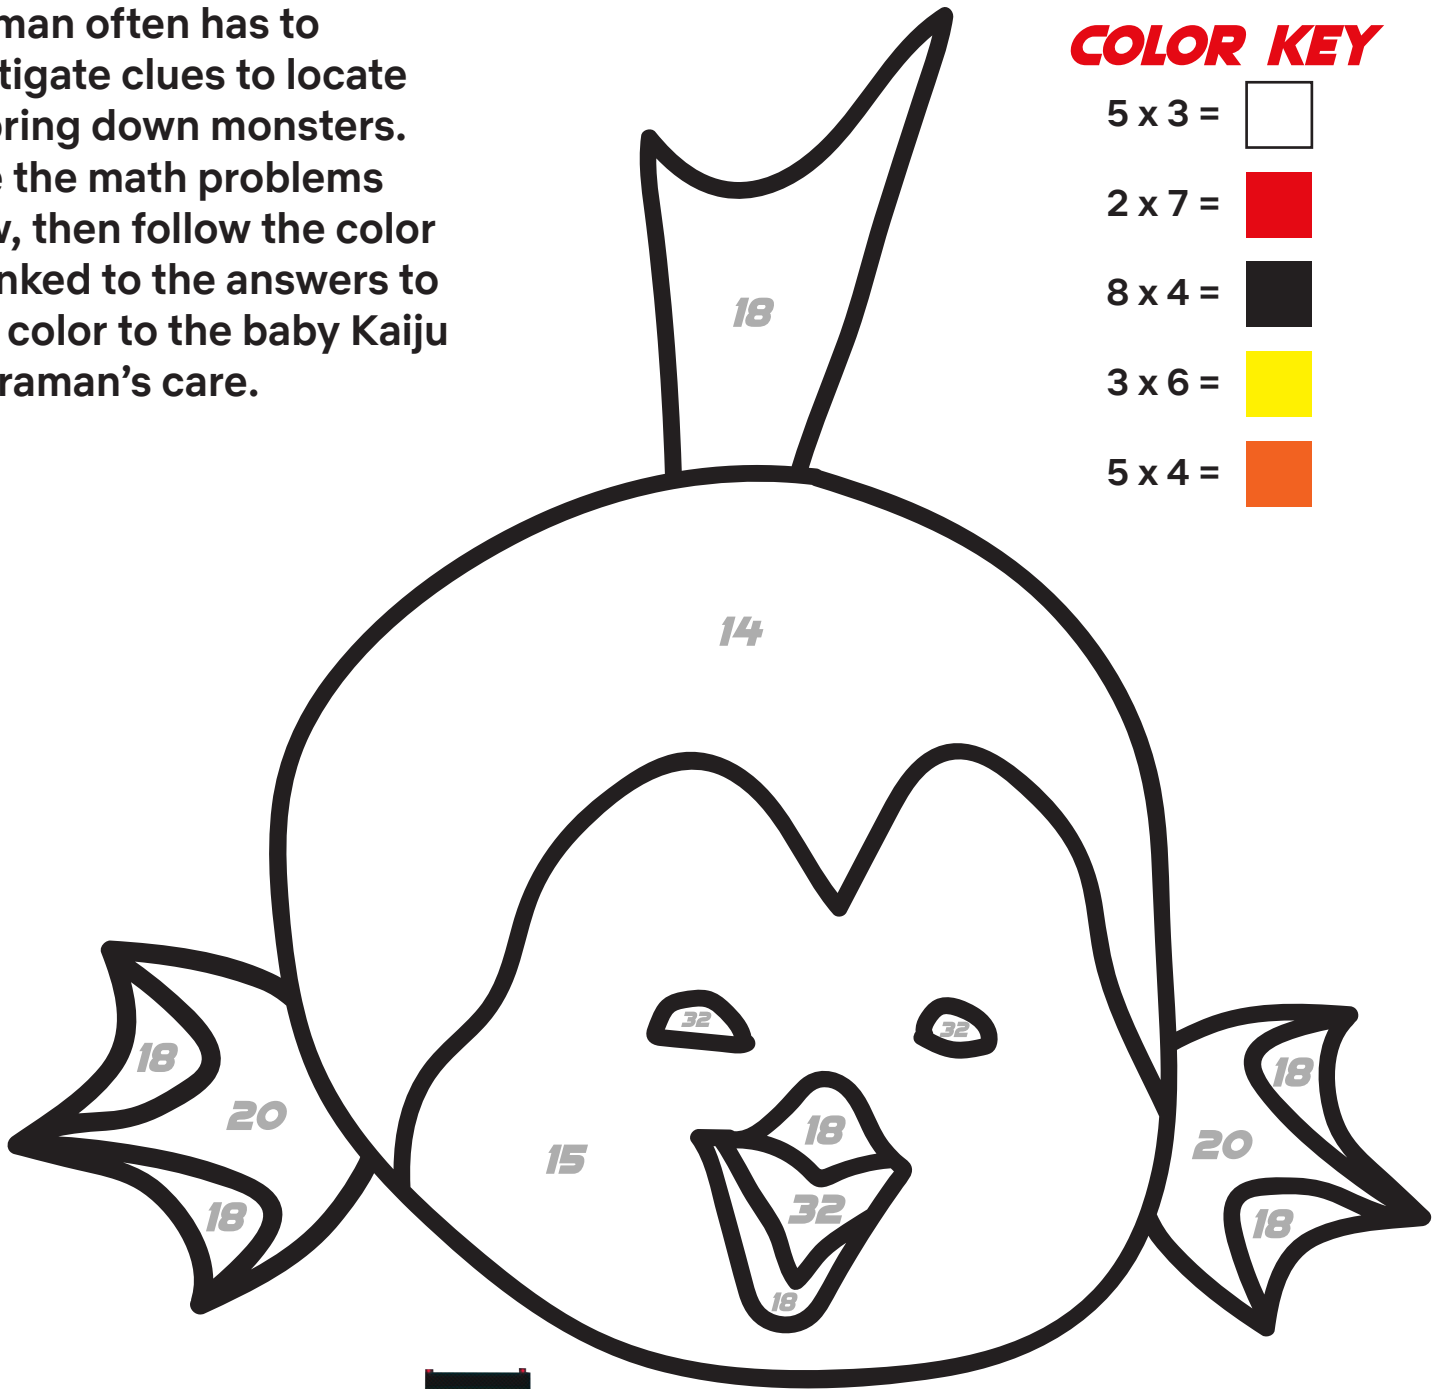 man often has to
tigate clues to locate
bring down monsters.
e the math problems
w, then follow the color
nked to the answers to
color to the baby Kaiju
raman's care.
COLOR KEY
5 x 3 =
2 x 7 =
8 x 4 =
3 x 6 =
5 x 4 =
18
14
32
32
18
20
18
15
18
32
18
18
20
18